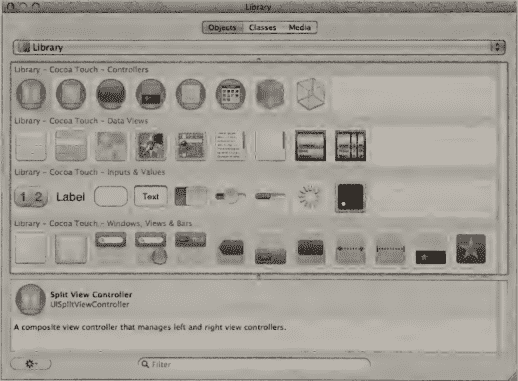 Library
Objects Classes Media
Library
Library - Cocoa Touch - Controllers
Library - Cocoa Touch - Data Views
Library - Cocoa Touch - Inputs & Values
1 2 Label Text
Library - Cocoa Touch - Windows, Views & Bars
Split View Controller
UISplitViewController
A composite view controller that manages left and right view controllers.
Filter